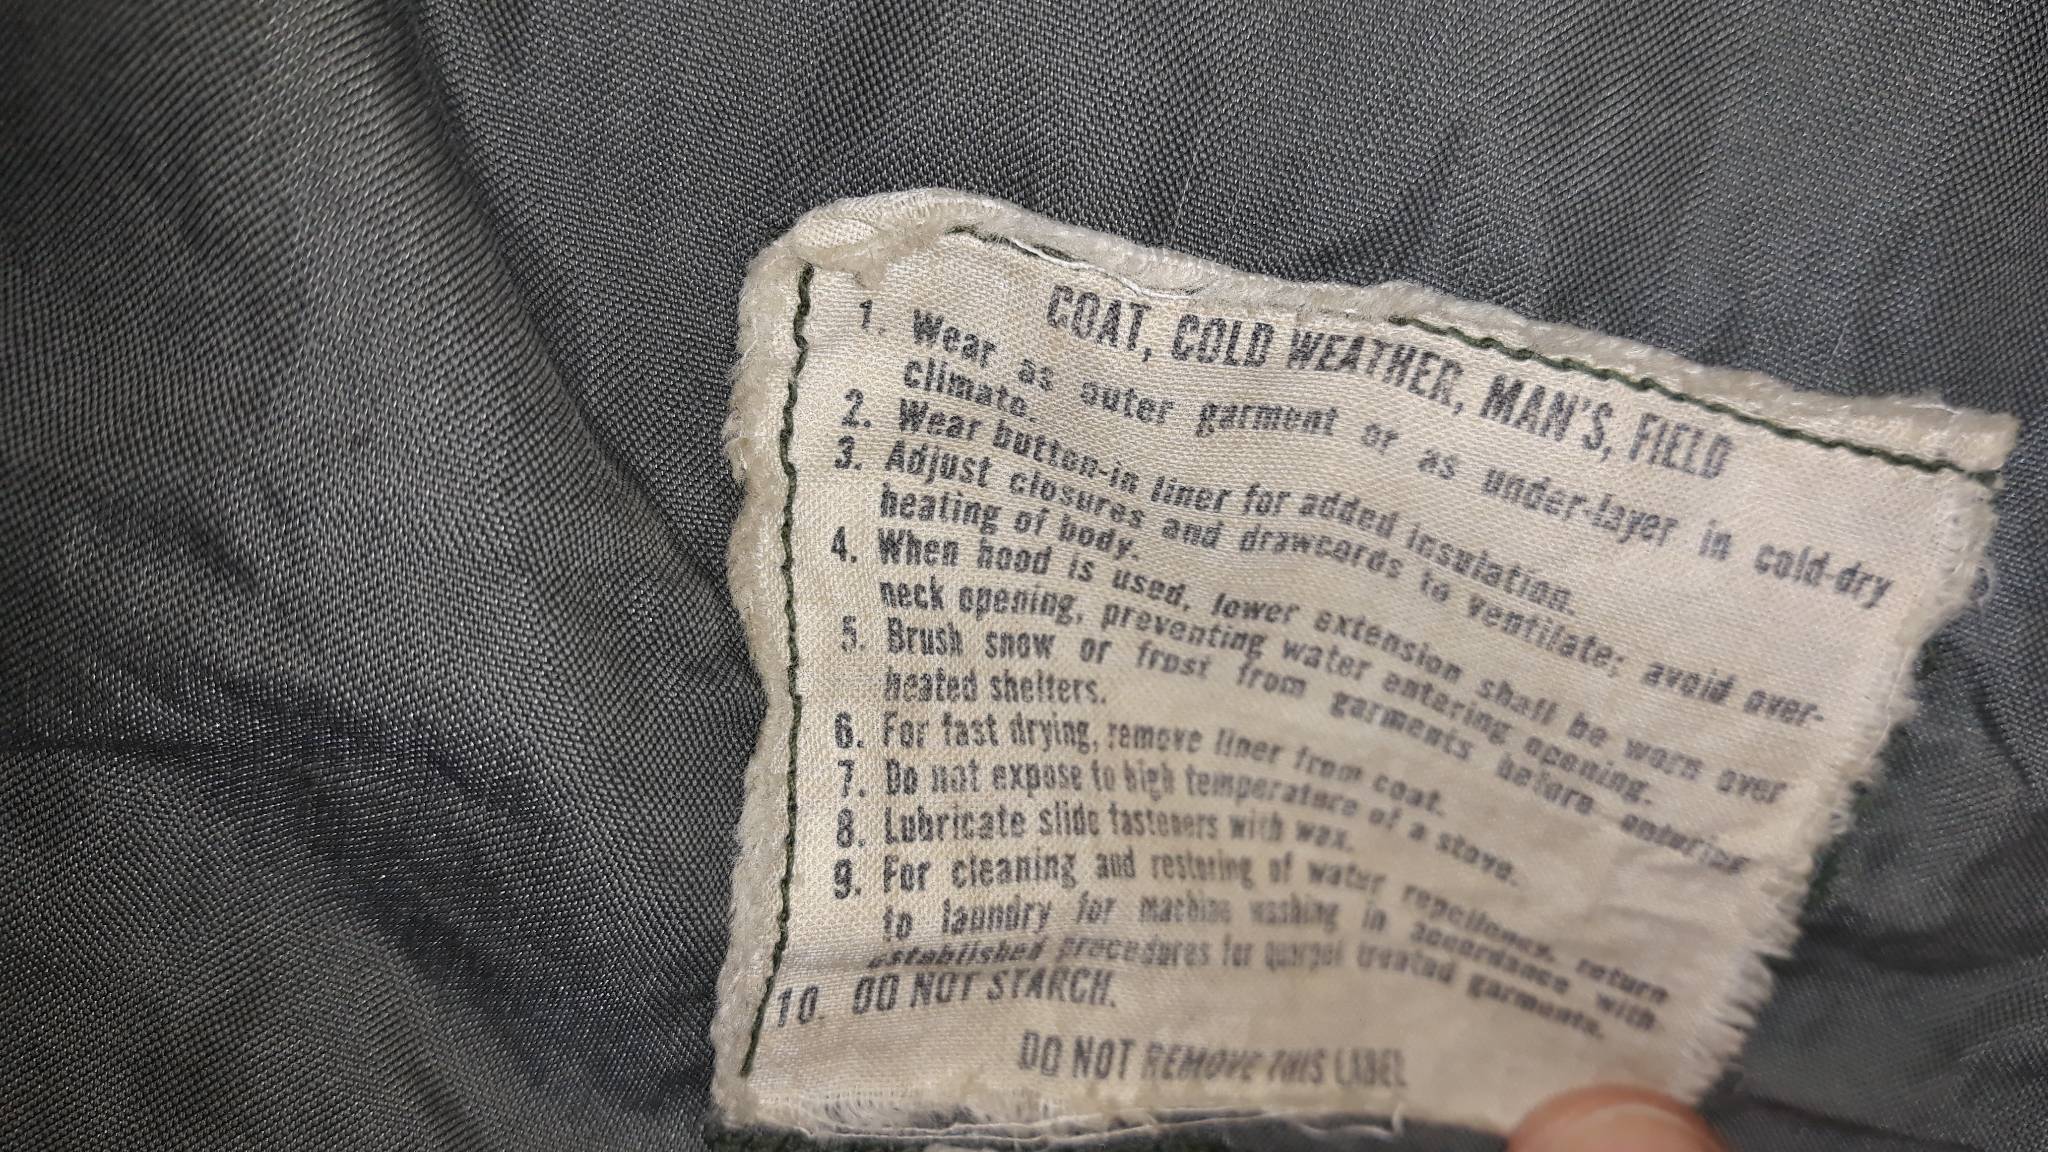 COAT, COLD WEATHER, MAN'S, FIELD
1. Wear as outer garment or as under-layer in cold-dry
climate.
2. Wear button-in liner for added insulation.
3. Adjust closures and drawcords to ventilate; avoid over-
heating of body.
4. When hood is used, lower extension shall be worn over
neck opening, preventing water entering opening.
5. Brush snow or frost from garments before entering
heated shelters.
6. For fast drying, remove liner from coat.
7. Do not expose to high temperature of a stove.
8. Lubricate slide fasteners with wax.
9. For cleaning and restoring of water repellency, return
to laundry for machine washing in accordance with
established procedures for quarpel treated garments.
10. DO NOT STARCH.
DO NOT REMOVE THIS LABEL